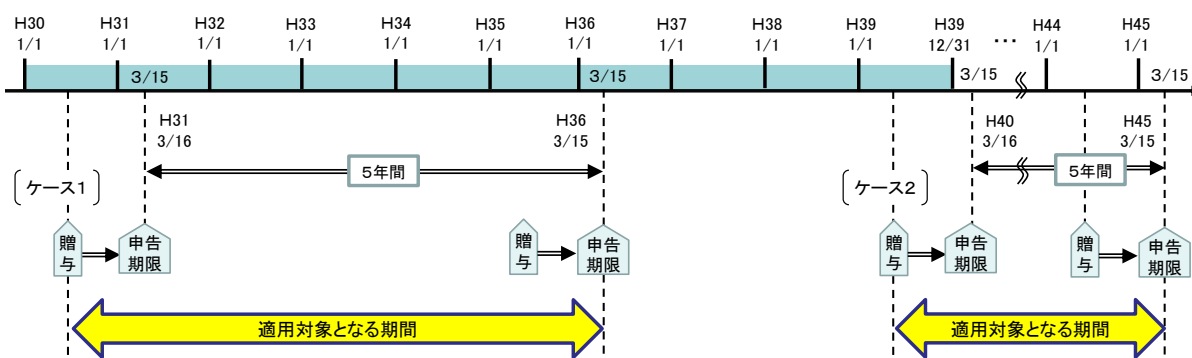 H30 H31 H32 H33 H34 H35 H36 H37 H38 H39 H39 … H44 H45
1/1 1/1 1/1 1/1 1/1 1/1 1/1 1/1 1/1 1/1 12/31 1/1 1/1
3/15 3/15 3/15 3/15
H31 H36 H40 H45
3/16 3/15 3/16 3/15
5年間 5年間
〔ケース1〕 〔ケース2〕
贈与 申告期限 贈与 申告期限 贈与 申告期限 贈与 申告期限
適用対象となる期間 適用対象となる期間